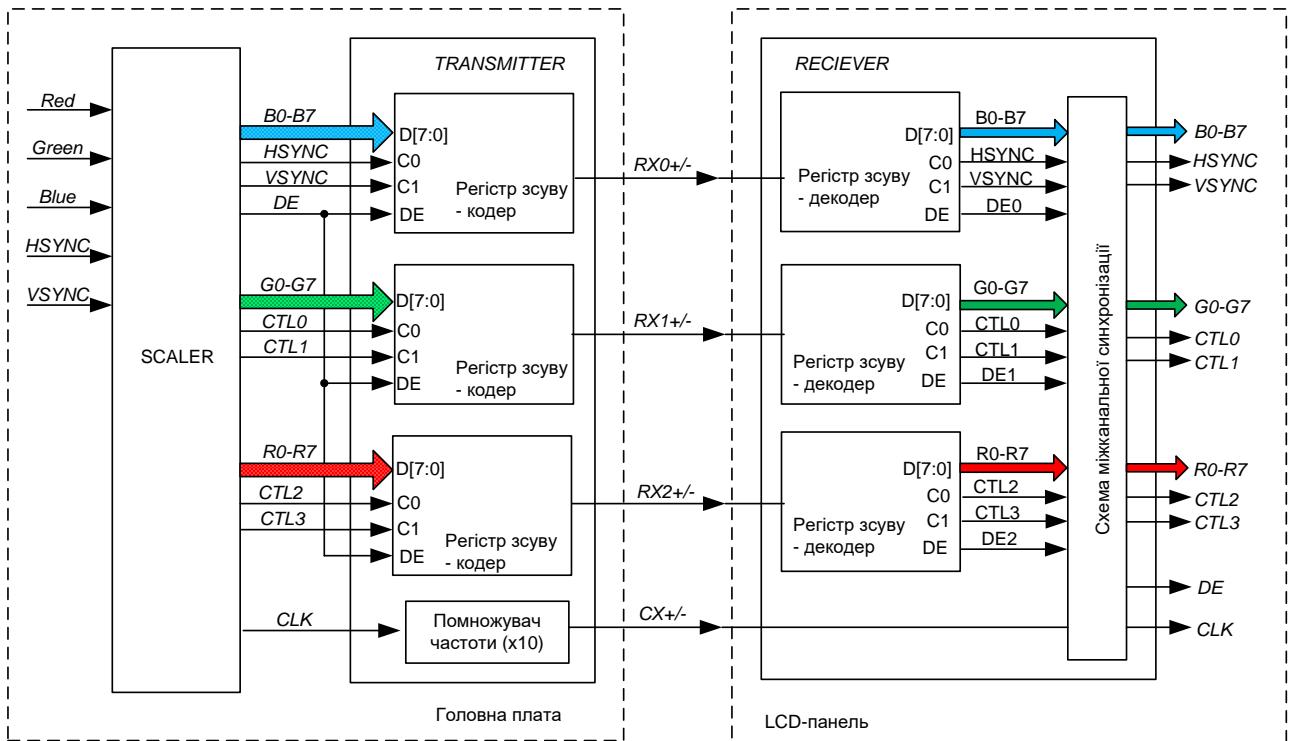 TRANSMITTER
RECIEVER
Red
Green
Blue
HSYNC
VSYNC
SCALER
B0-B7
HSYNC
VSYNC
DE
D[7:0]
C0
C1
DE
Регістр зсуву
- кодер
RX0+/-
Регістр зсуву
- декодер
D[7:0]
C0
C1
DE
B0-B7
HSYNC
VSYNC
DE0
B0-B7
HSYNC
VSYNC
G0-G7
CTL0
CTL1
D[7:0]
C0
C1
DE
Регістр зсуву
- кодер
RX1+/-
Регістр зсуву
- декодер
D[7:0]
C0
C1
DE
G0-G7
CTL0
CTL1
DE1
Схема міжканальної синхронізації
G0-G7
CTL0
CTL1
R0-R7
CTL2
CTL3
D[7:0]
C0
C1
DE
Регістр зсуву
- кодер
RX2+/-
Регістр зсуву
- декодер
D[7:0]
C0
C1
DE
R0-R7
CTL2
CTL3
DE2
R0-R7
CTL2
CTL3
DE
CLK
Помножувач
частоти (x10)
CX+/-
CLK
Головна плата
LCD-панель